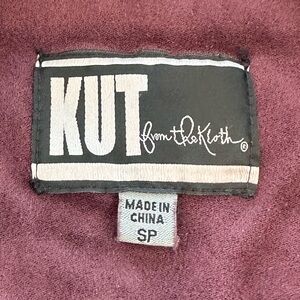 KUT from the Kloth ®
MADE IN
CHINA
SP